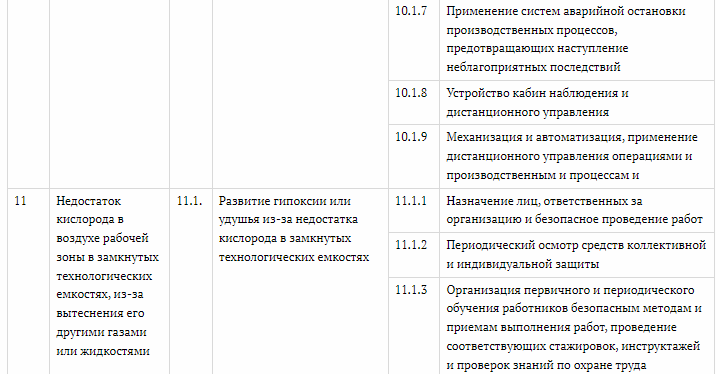 10.1.7
Применение систем аварийной остановки
производственных процессов,
предотвращающих наступление
неблагоприятных последствий
10.1.8
Устройство кабин наблюдения и
дистанционного управления
10.1.9
Механизация и автоматизация, применение
дистанционного управления операциями и
производственным и процессам и
11
Недостаток
кислорода в
воздухе рабочей
зоны в замкнутых
технологических
емкостях, из-за
вытеснения его
другими газами
или жидкостями
11.1.
Развитие гипоксии или
удушья из-за недостатка
кислорода в замкнутых
технологических емкостях
11.1.1
Назначение лиц, ответственных за
организацию и безопасное проведение работ
11.1.2
Периодический осмотр средств коллективной
и индивидуальной защиты
11.1.3
Организация первичного и периодического
обучения работников безопасным методам и
приемам выполнения работ, проведение
соответствующих стажировок, инструктажей
и проверок знаний по охране труда